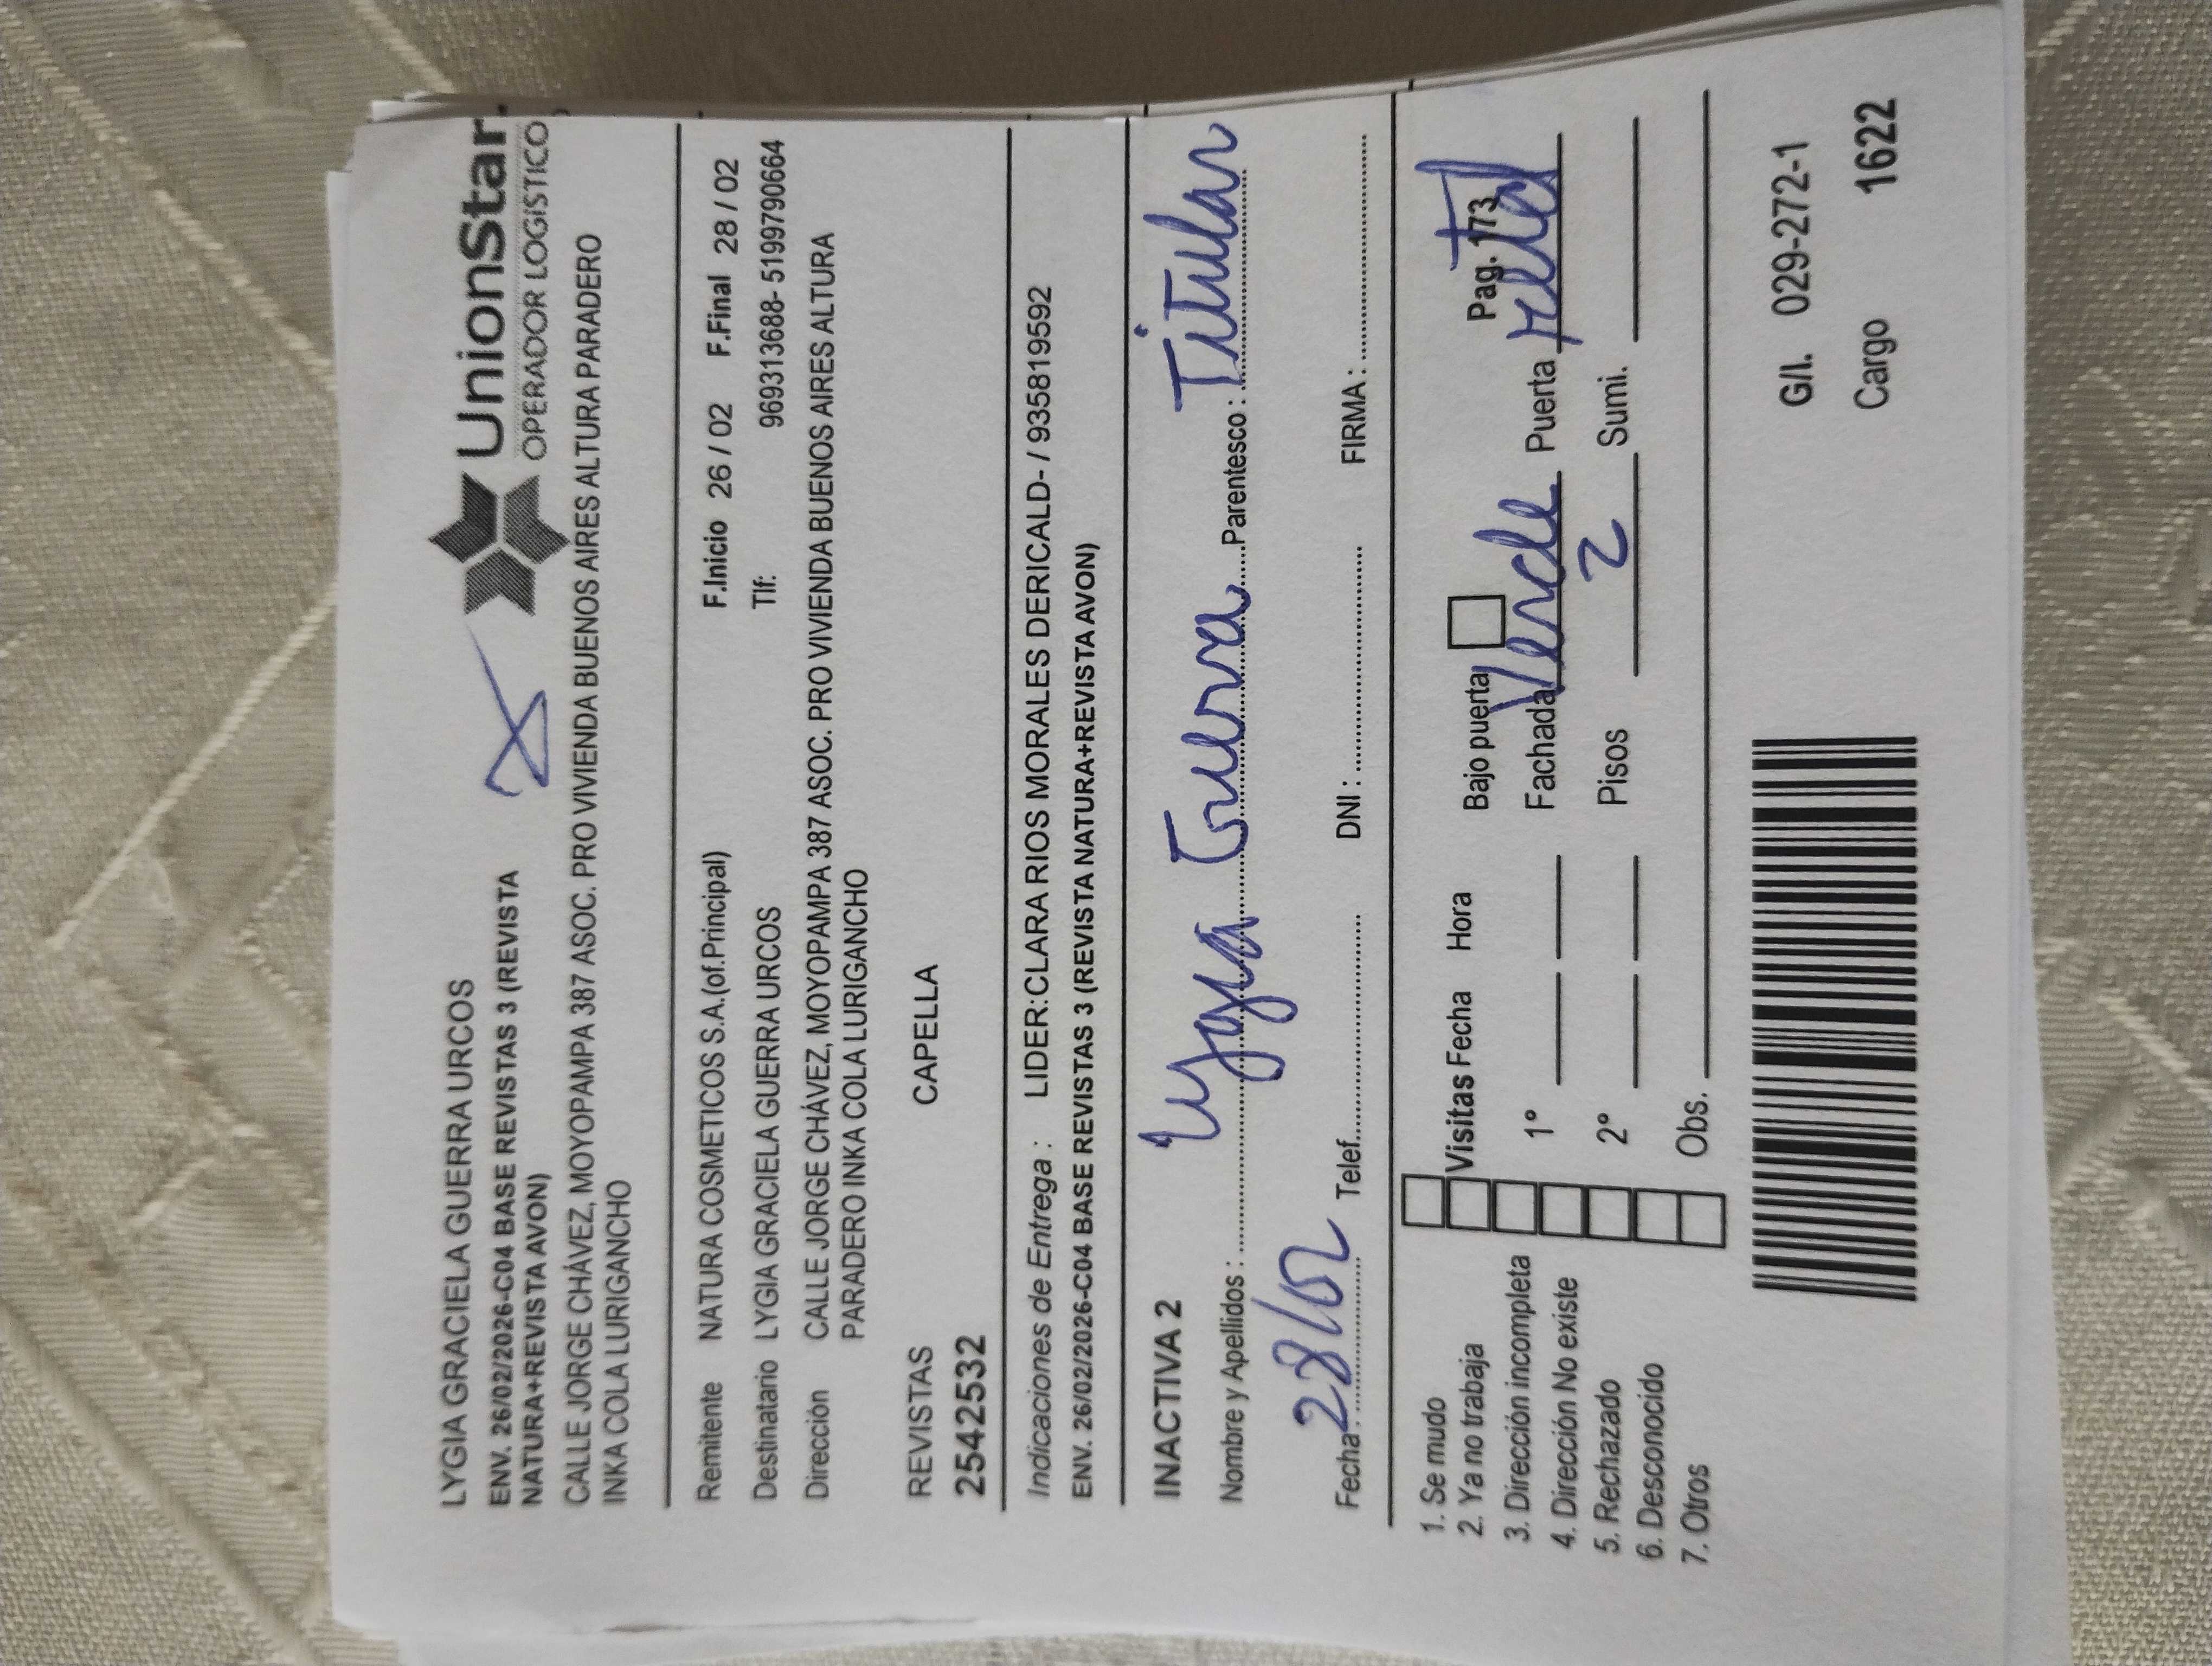 LYGIA GRACIELA GUERRA URCOS
ENV. 26/02/2026-C04 BASE REVISTAS 3 (REVISTA
NATURA+REVISTA AVON)
UnionStar.
OPERADOR LOGISTICO
CALLE JORGE CHÁVEZ, MOYOPAMPA 387 ASOC. PRO VIVIENDA BUENOS AIRES ALTURA PARADERO
INKA COLA LURIGANCHO
Remitente NATURA COSMETICOS S.A.(of.Principal) F.Inicio 26 / 02 F.Final 28 / 02
Destinatario LYGIA GRACIELA GUERRA URCOS Tlf: 969313688- 5199790664
Dirección CALLE JORGE CHÁVEZ, MOYOPAMPA 387 ASOC. PRO VIVIENDA BUENOS AIRES ALTURA
PARADERO INKA COLA LURIGANCHO
REVISTAS CAPELLA
2542532
Indicaciones de Entrega : LIDER:CLARA RIOS MORALES DERICALD- / 935819592
ENV. 26/02/2026-C04 BASE REVISTAS 3 (REVISTA NATURA+REVISTA AVON)
INACTIVA 2
Nombre y Apellidos : Lygia Guerra Parentesco : Titular
Fecha : 28/02 Telef. DNI : FIRMA :
1. Se mudo
2. Ya no trabaja
3. Dirección incompleta
4. Dirección No existe
5. Rechazado
6. Desconocido
7. Otros
Visitas Fecha Hora Bajo puerta Pag. 1/73
1° Fachada Verde Puerta
2° Pisos 2 Sumi.
Obs.
G/I. 029-272-1
Cargo 1622